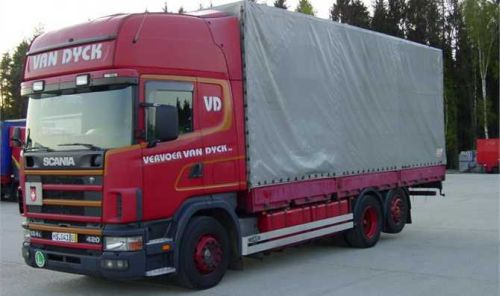 VAN DYCK
VD
SCANIA
VERVOER VAN DYCK
420